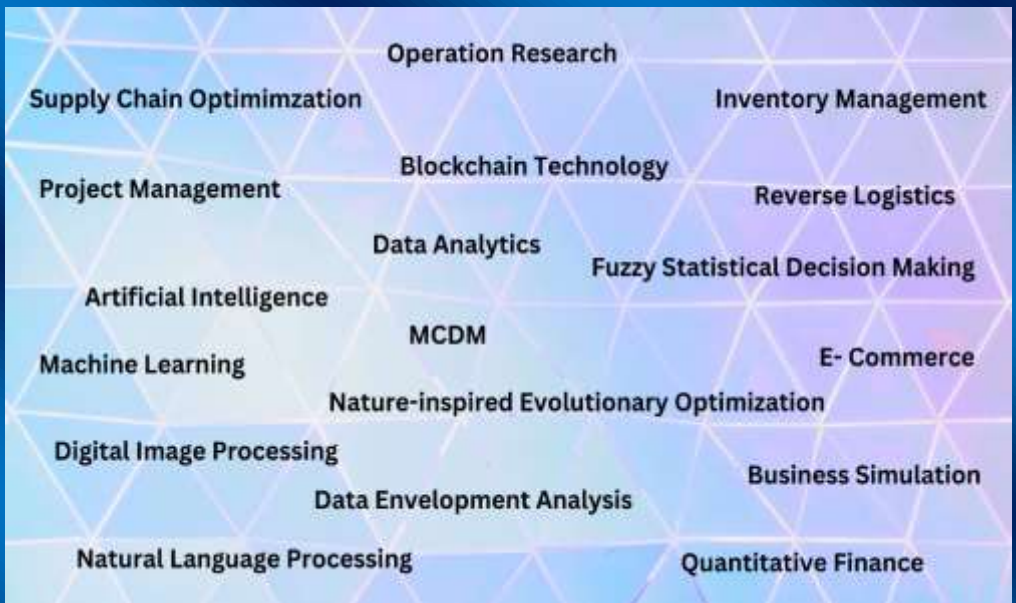 Operation Research
Supply Chain Optimimzation
Inventory Management
Blockchain Technology
Project Management
Reverse Logistics
Data Analytics
Fuzzy Statistical Decision Making
Artificial Intelligence
MCDM
E- Commerce
Machine Learning
Nature-inspired Evolutionary Optimization
Digital Image Processing
Business Simulation
Data Envelopment Analysis
Natural Language Processing
Quantitative Finance